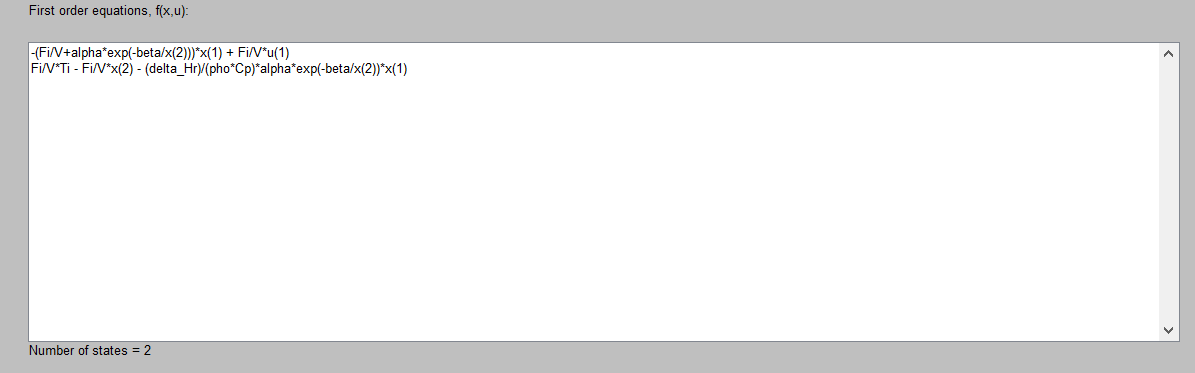 First order equations, f(x,u):
-(Fi/V+alpha*exp(-beta/x(2)))*x(1) + Fi/V*u(1)
Fi/V*Ti - Fi/V*x(2) - (delta_Hr)/(pho*Cp)*alpha*exp(-beta/x(2))*x(1)
Number of states = 2